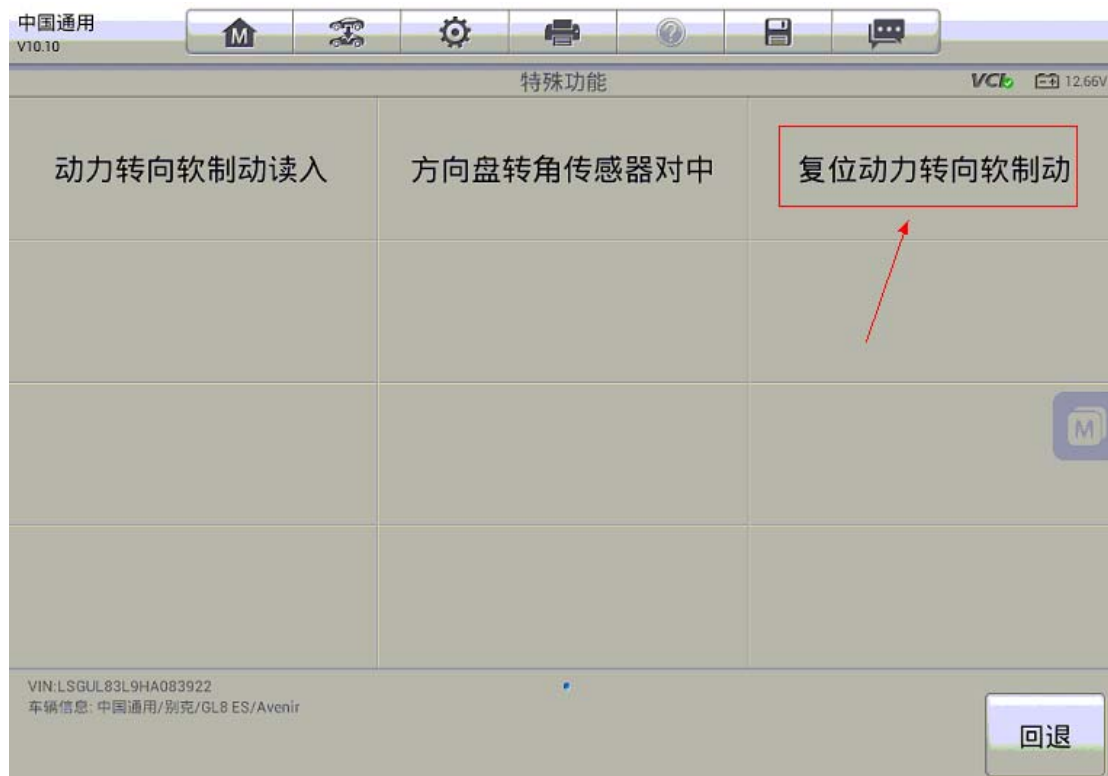 中国通用
V10.10
M
特殊功能
VCI 12.66V
动力转向软制动读入
方向盘转角传感器对中
复位动力转向软制动
M
VIN:LSGUL83L9HA083922
车辆信息: 中国通用/别克/GL8 ES/Avenir
回退